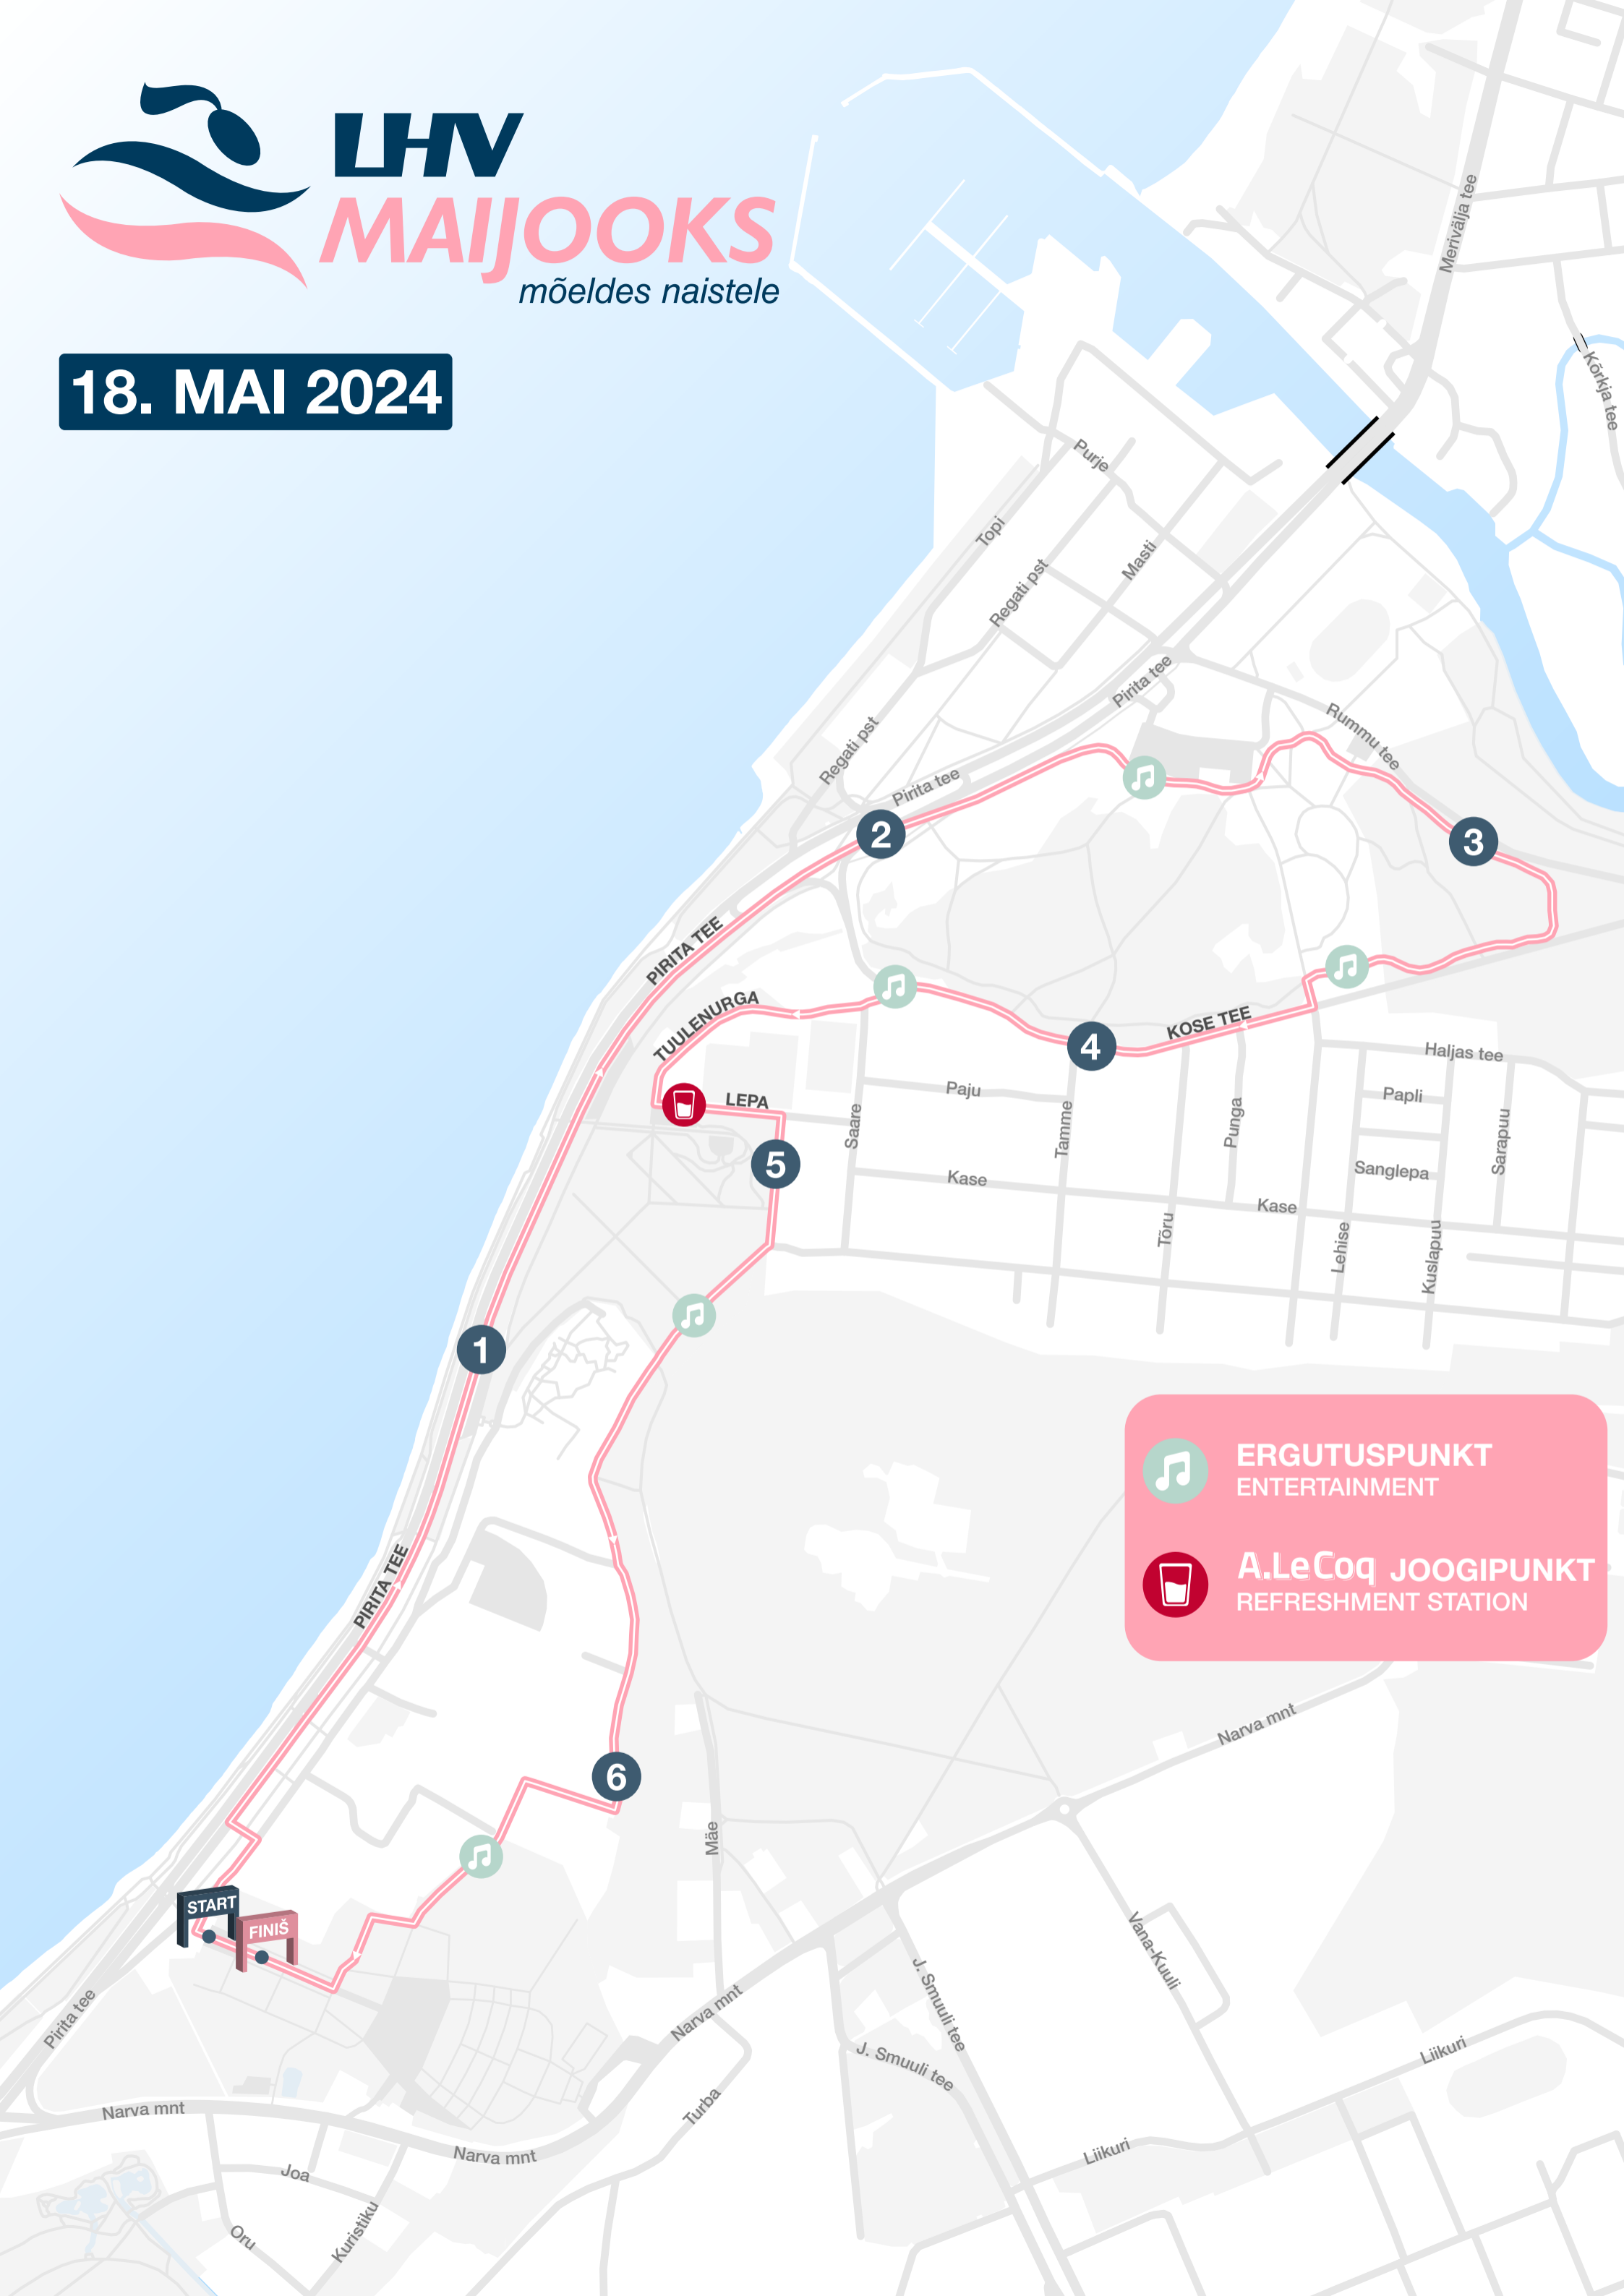 LHV
MAIJOOKS
mõeldes naistele
18. MAI 2024
Merivälja tee
Kõrkja tee
Purje
Topi
Masti
Regati pst
Pirita tee
Rummu tee
Regati pst
Pirita tee
2
3
PIRITA TEE
TUULENURGA
KOSE TEE
4
Haljas tee
LEPA
Paju
Papli
Saare
Tamme
Punga
Sarapuu
5
Kase
Sanglepa
Kase
Tõru
Lehise
Kuslapuu
1
ERGUTUSPUNKT
ENTERTAINMENT
A.LeCoq JOOGIPUNKT
REFRESHMENT STATION
PIRITA TEE
Narva mnt
6
Mäe
START
FINIŠ
Vana-Kuuli
J. Smuuli tee
Pirita tee
Narva mnt
J. Smuuli tee
Liikuri
Turba
Narva mnt
Narva mnt
Liikuri
Joa
Oru
Kuristiku